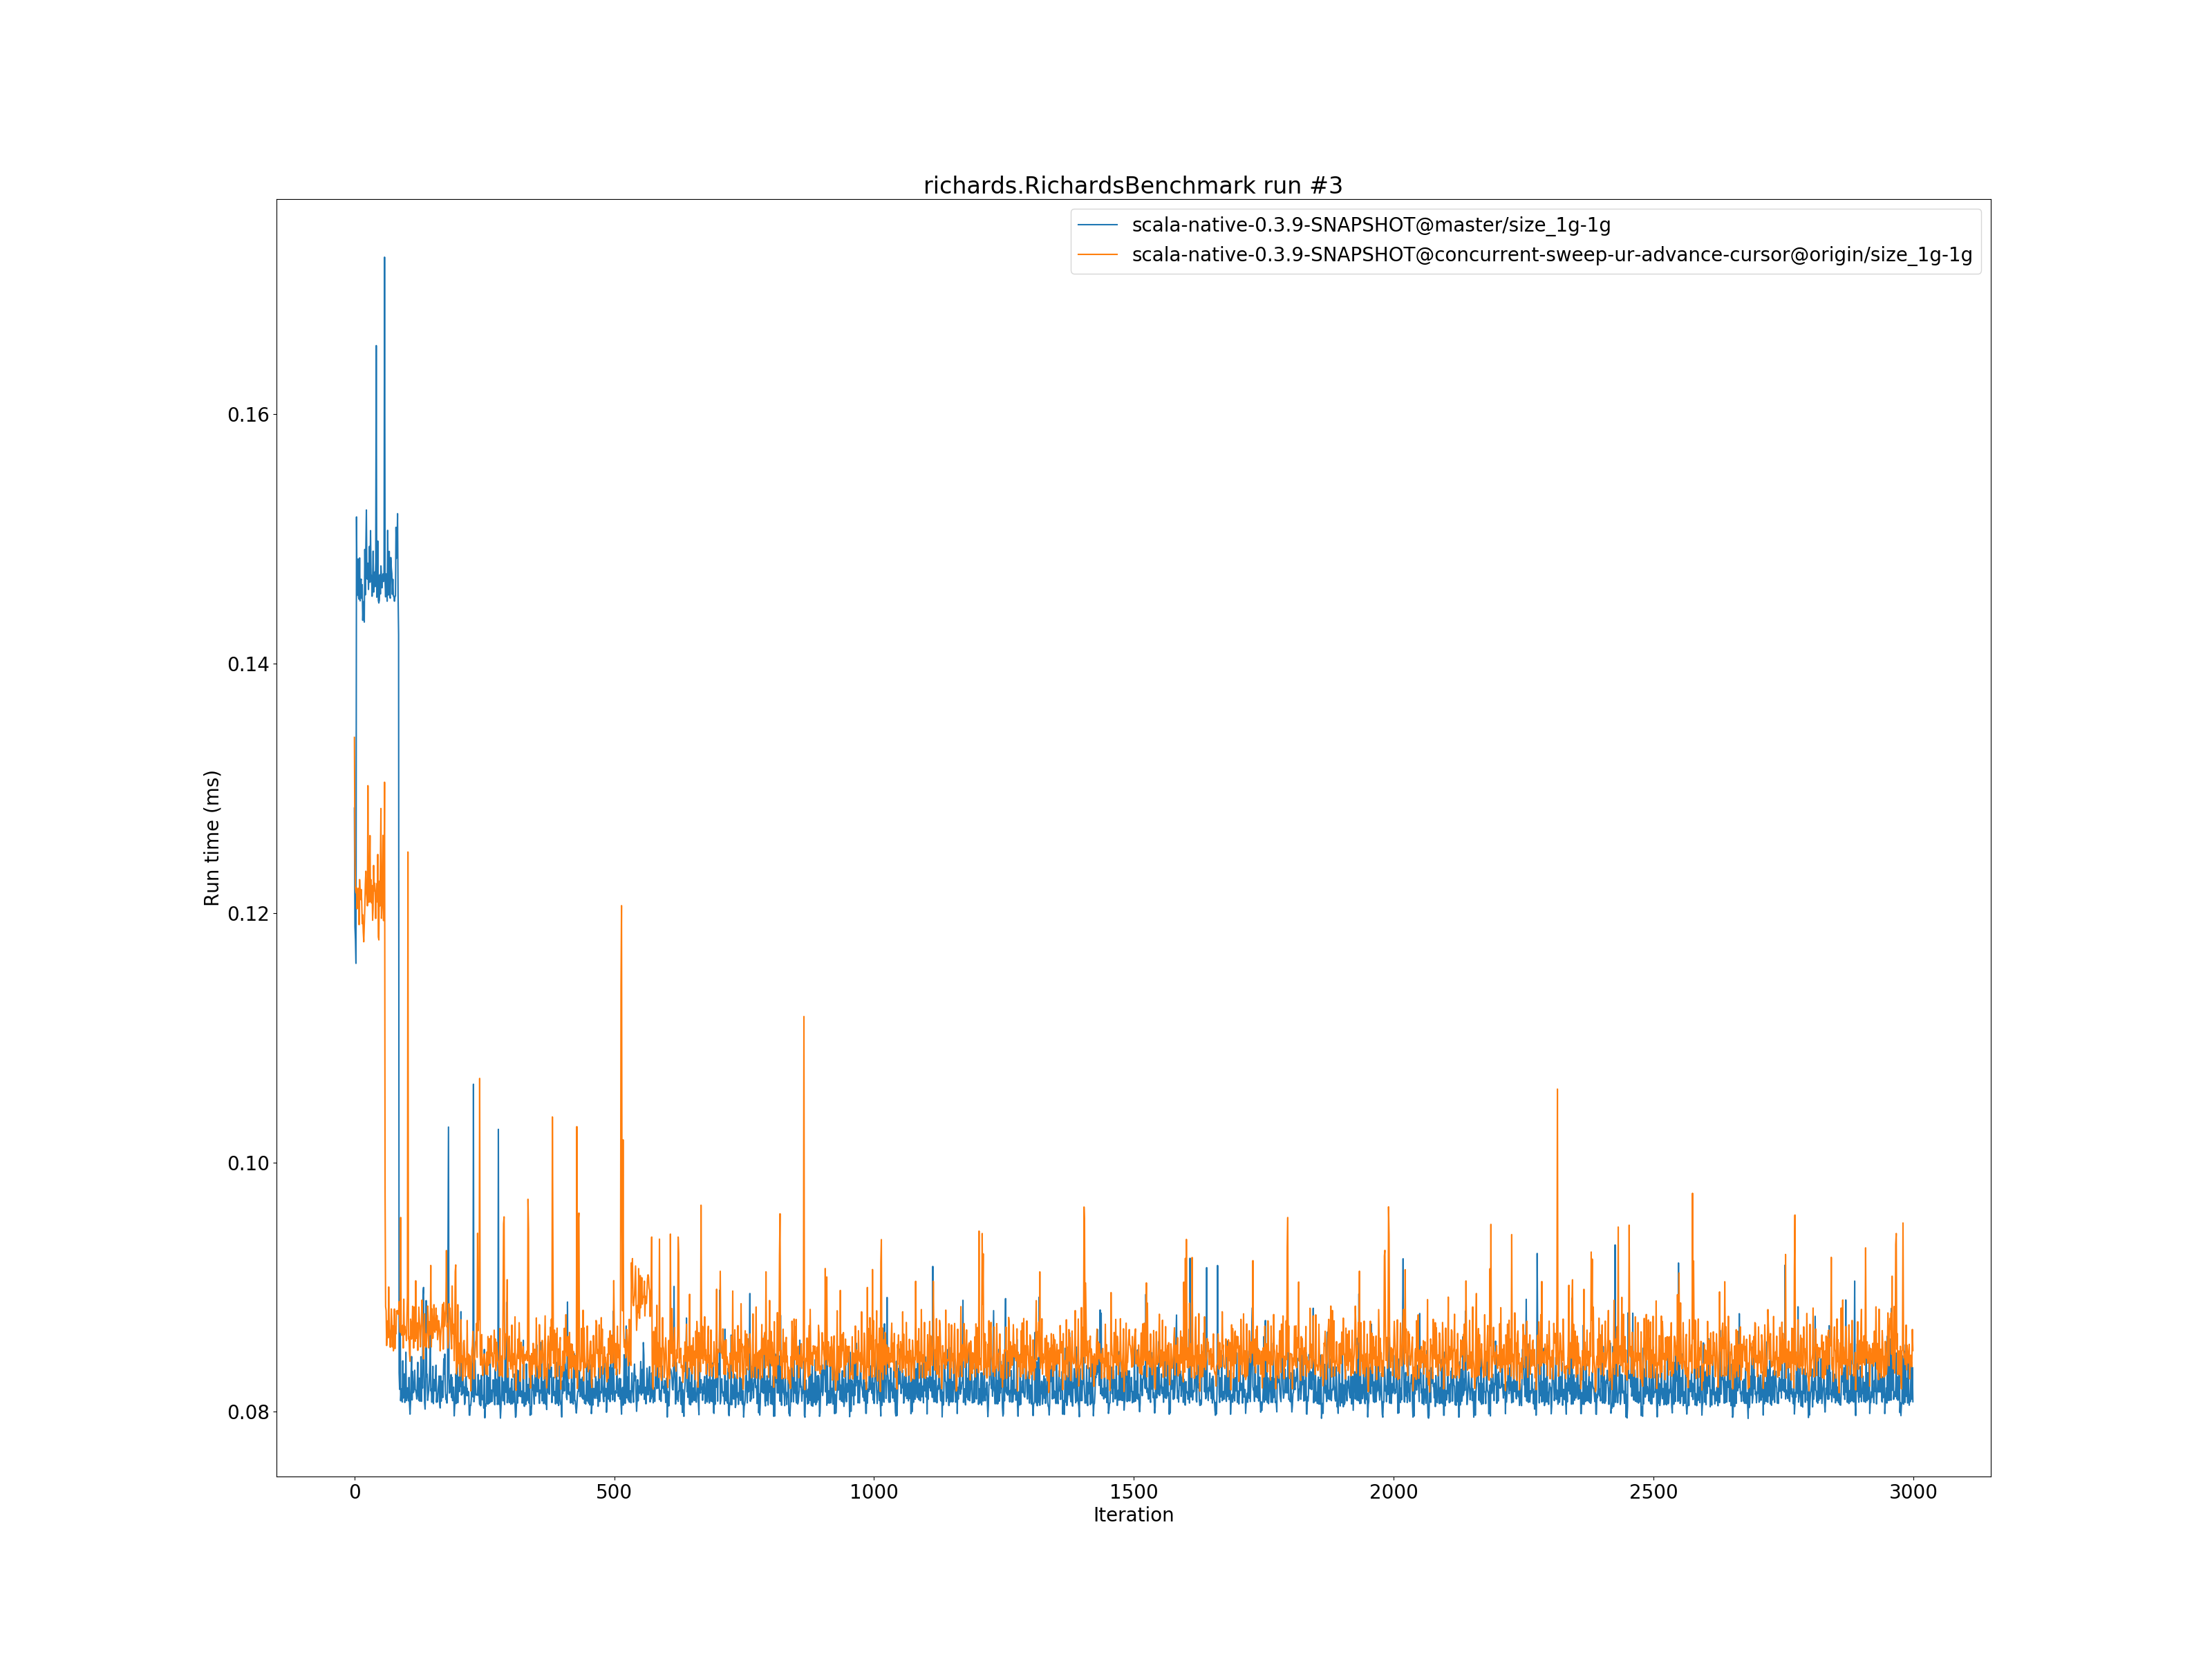 richards.RichardsBenchmark run #3
scala-native-0.3.9-SNAPSHOT@master/size_1g-1g
scala-native-0.3.9-SNAPSHOT@concurrent-sweep-ur-advance-cursor@origin/size_1g-1g
Run time (ms)
0.16
0.14
0.12
0.10
0.08
0 500 1000 1500 2000 2500 3000
Iteration